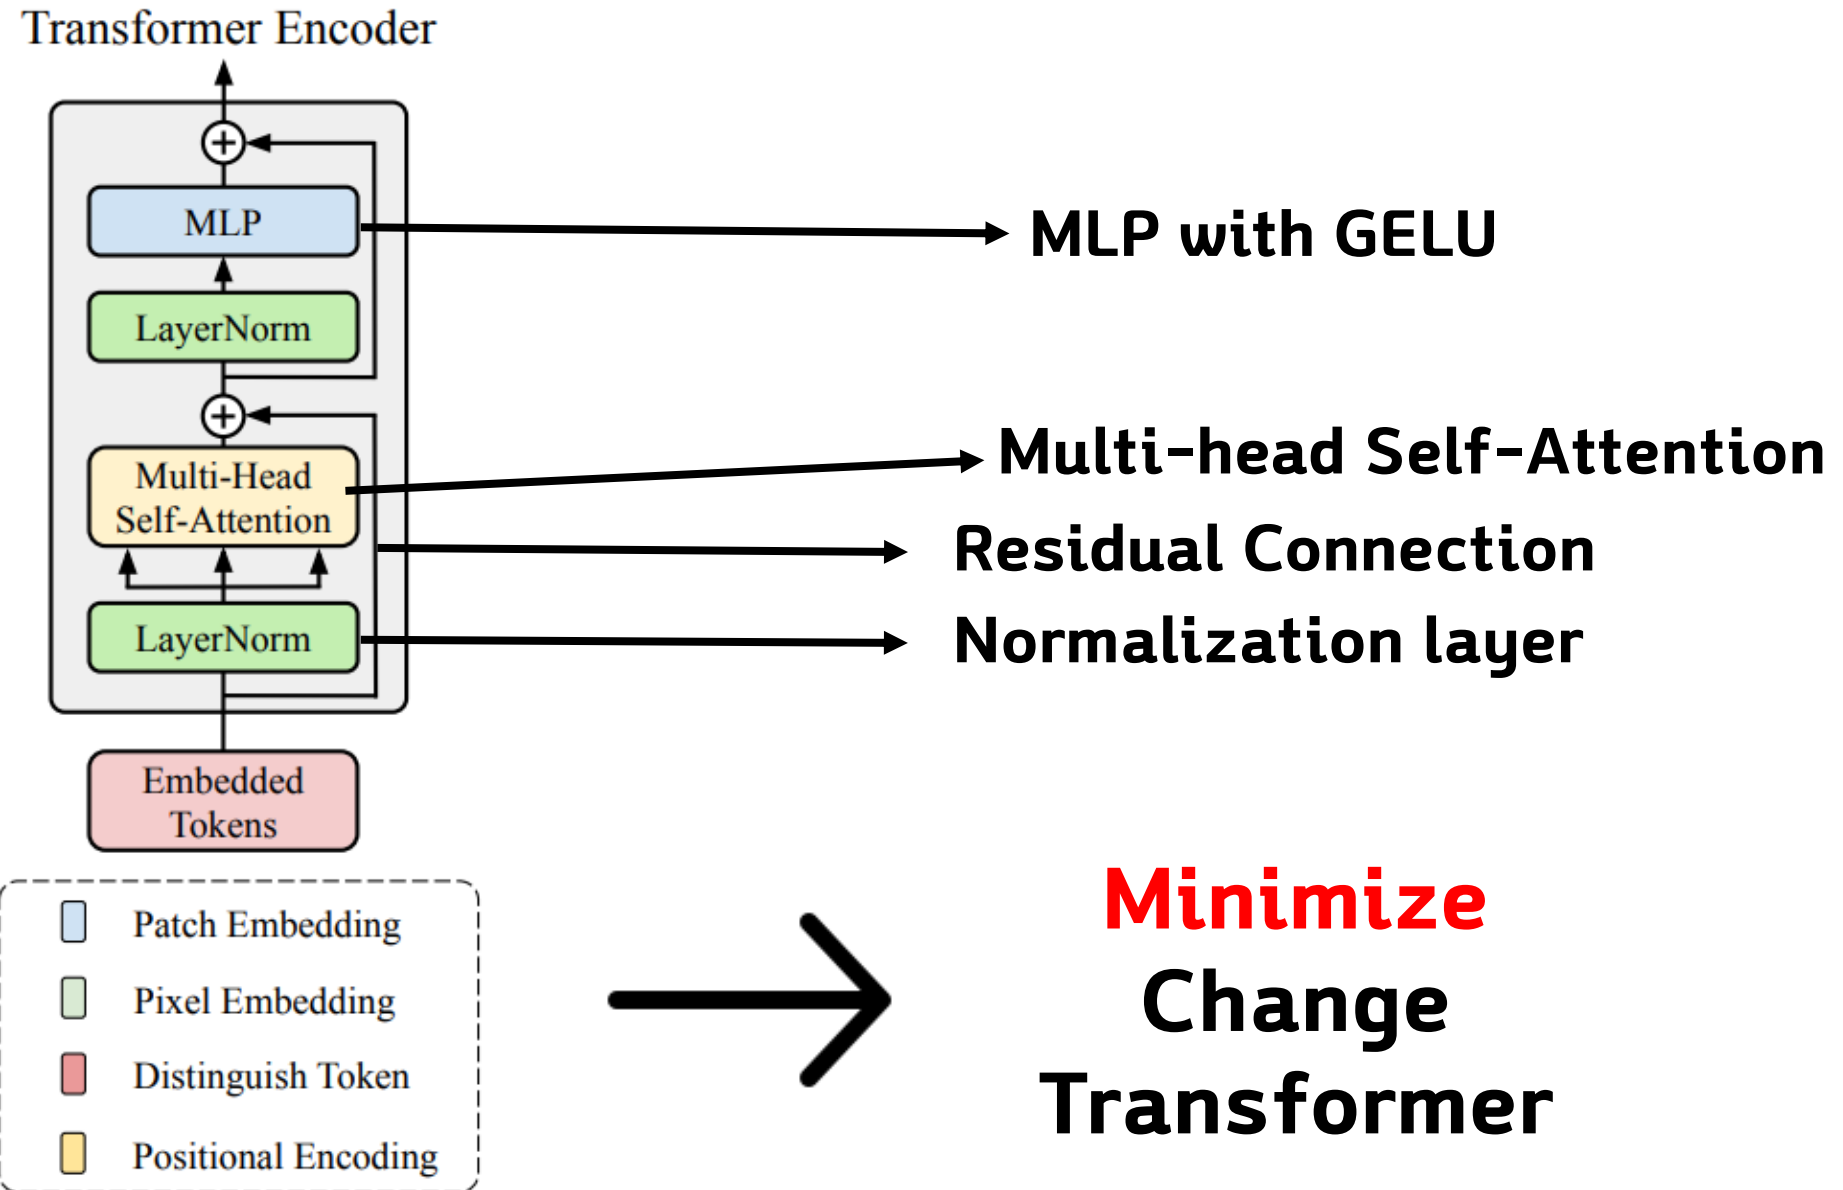 Transformer Encoder
MLP
MLP with GELU
LayerNorm
Multi-Head
Self-Attention
Multi-head Self-Attention
Residual Connection
LayerNorm
Normalization layer
Embedded
Tokens
Patch Embedding
Pixel Embedding
Distinguish Token
Positional Encoding
Minimize
Change
Transformer